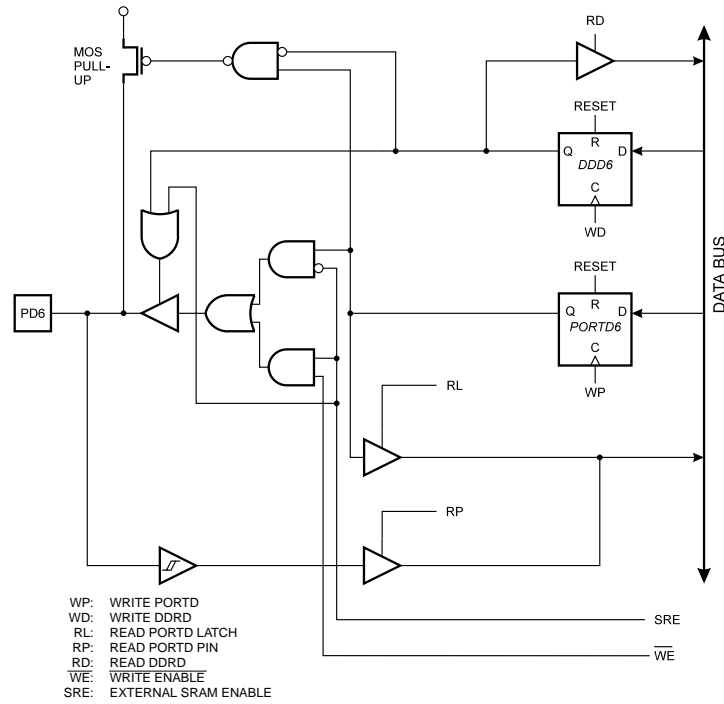 RD
MOS
PULL-
UP
RESET
R
Q
D
DDD6
C
WD
RESET
R
Q
D
PORTD6
C
WP
DATA BUS
PD6
RL
RP
SRE
WE
WP: WRITE PORTD
WD: WRITE DDRD
RL: READ PORTD LATCH
RP: READ PORTD PIN
RD: READ DDRD
WE: WRITE ENABLE
SRE: EXTERNAL SRAM ENABLE